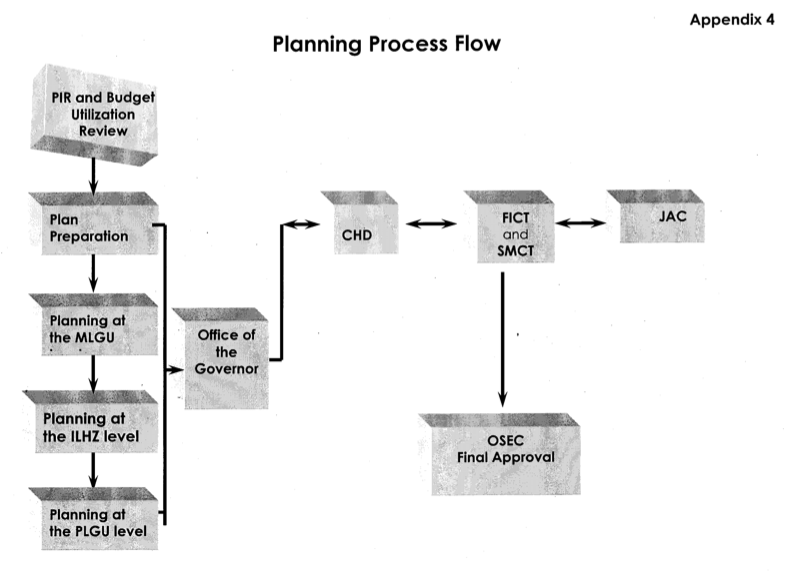 Appendix 4
Planning Process Flow
PIR and Budget
Utilization
Review
Plan
Preparation
Planning at
the MLGU
Planning at
the ILHZ level
Planning at
the PLGU level
Office of
the
Governor
CHD
FICT
and
SMCT
JAC
OSEC
Final Approval